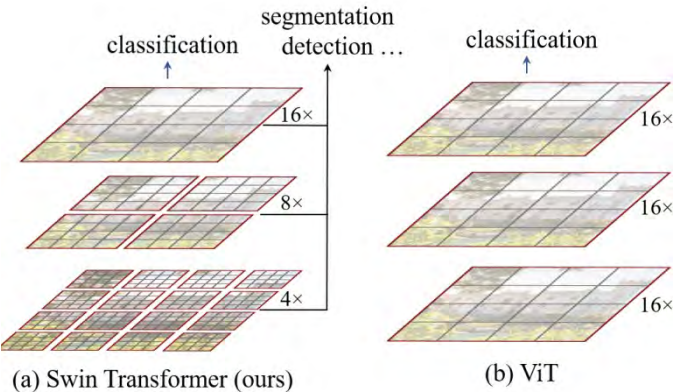 segmentation
classification
detection ...
classification
16×
16×
8×
16×
4×
16×
(a) Swin Transformer (ours)
(b) ViT